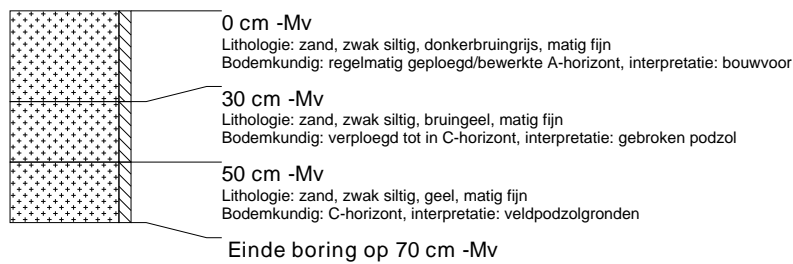 0 cm -Mv
Lithologie: zand, zwak siltig, donkerbruingrijs, matig fijn
Bodemkundig: regelmatig geploegd/bewerkte A-horizont, interpretatie: bouwvoor
30 cm -Mv
Lithologie: zand, zwak siltig, bruingeel, matig fijn
Bodemkundig: verploegd tot in C-horizont, interpretatie: gebroken podzol
50 cm -Mv
Lithologie: zand, zwak siltig, geel, matig fijn
Bodemkundig: C-horizont, interpretatie: veldpodzolgronden
Einde boring op 70 cm -Mv